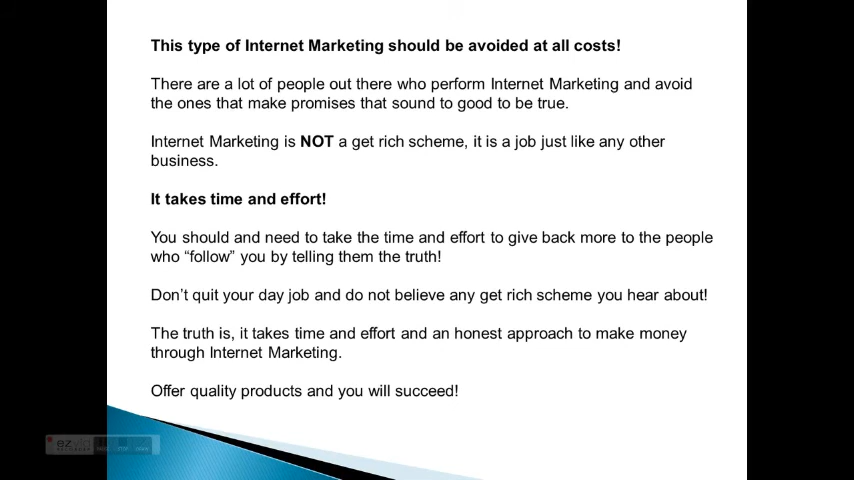 This type of Internet Marketing should be avoided at all costs!
There are a lot of people out there who perform Internet Marketing and avoid
the ones that make promises that sound to good to be true.
Internet Marketing is NOT a get rich scheme, it is a job just like any other
business.
It takes time and effort!
You should and need to take the time and effort to give back more to the people
who “follow” you by telling them the truth!
Don’t quit your day job and do not believe any get rich scheme you hear about!
The truth is, it takes time and effort and an honest approach to make money
through Internet Marketing.
Offer quality products and you will succeed!
ezvid